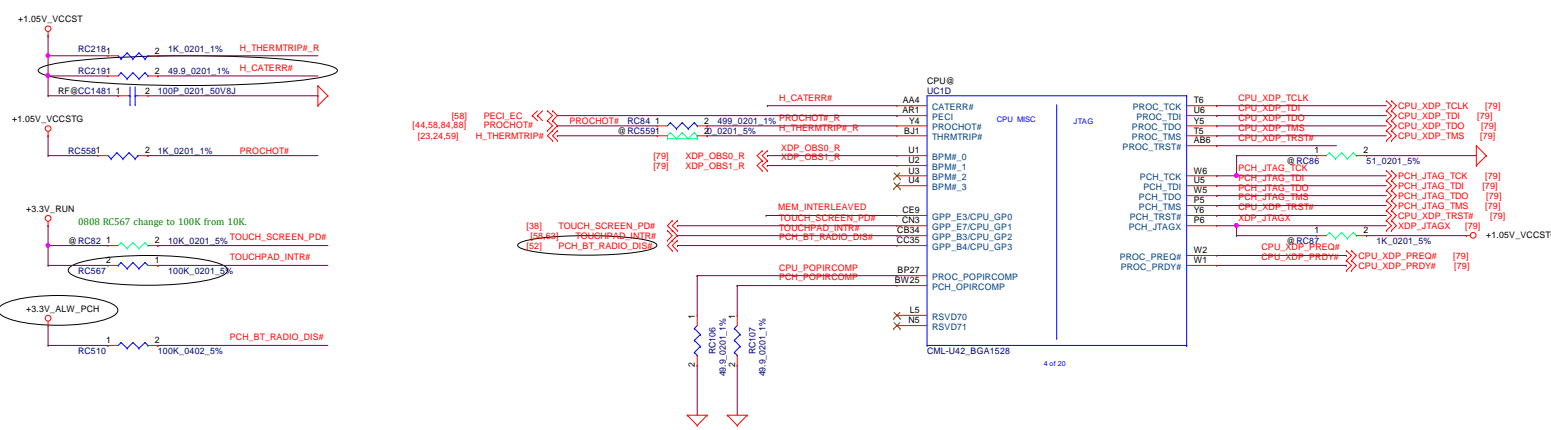 +1.05V_VCCST
RC218 1 2 1K_0201_1% H_THERMTRIP#_R
RC219 1 2 49.9_0201_1% H_CATERR#
RF@CC1481 1 2 100P_0201_50V8J
+1.05V_VCCSTG
RC558 1 2 1K_0201_1% PROCHOT#
+3.3V_RUN
0808 RC567 change to 100K from 10K.
@RC82 1 2 10K_0201_5% TOUCH_SCREEN_PD#
RC567 2 1 100K_0201_5% TOUCHPAD_INTR#
+3.3V_ALW_PCH
RC510 1 2 100K_0402_5% PCH_BT_RADIO_DIS#
CPU@
UC1D
H_CATERR# AA4 CATERR#
[58] PECI_EC AR1 PECI
[44,58,84,88] PROCHOT# PROCHOT# RC84 1 2 499_0201_1% PROCHOT#_R Y4 PROCHOT#
[23,24,59] H_THERMTRIP# @RC559 1 2 0_0201_5% H_THERMTRIP#_R BJ1 THRMTRIP#
[79] XDP_OBS0_R XDP_OBS0_R U1 BPM#_0
[79] XDP_OBS1_R XDP_OBS1_R U2 BPM#_1
U3 BPM#_2
U4 BPM#_3
MEM_INTERLEAVED CE9 GPP_E3/CPU_GP0
[38] TOUCH_SCREEN_PD# TOUCH_SCREEN_PD# CN3 GPP_E7/CPU_GP1
[58,63] TOUCHPAD_INTR# TOUCHPAD_INTR# CB34 GPP_B3/CPU_GP2
[52] PCH_BT_RADIO_DIS# PCH_BT_RADIO_DIS# CC35 GPP_B4/CPU_GP3
CPU_POPIRCOMP BP27 PROC_POPIRCOMP
PCH_POPIRCOMP BW25 PCH_OPIRCOMP
L5 RSVD70
N5 RSVD71
1 2 RC106 49.9_0201_1%
1 2 RC107 49.9_0201_1%
CPU MISC
JTAG
PROC_TCK T6 CPU_XDP_TCLK CPU_XDP_TCLK [79]
PROC_TDI U6 CPU_XDP_TDI CPU_XDP_TDI [79]
PROC_TDO Y5 CPU_XDP_TDO CPU_XDP_TDO [79]
PROC_TMS T5 CPU_XDP_TMS CPU_XDP_TMS [79]
PROC_TRST# AB6
@RC86 1 2 51_0201_5%
PCH_TCK W6 PCH_JTAG_TCK PCH_JTAG_TCK [79]
PCH_TDI U5 PCH_JTAG_TDI PCH_JTAG_TDI [79]
PCH_TDO W5 PCH_JTAG_TDO PCH_JTAG_TDO [79]
PCH_TMS P5 PCH_JTAG_TMS PCH_JTAG_TMS [79]
PCH_TRST# Y6 CPU_XDP_TRST# CPU_XDP_TRST# [79]
PCH_JTAGX P6 XDP_JTAGX XDP_JTAGX [79]
@RC87 1 2 1K_0201_5% +1.05V_VCCST
PROC_PREQ# W2 CPU_XDP_PREQ# CPU_XDP_PREQ# [79]
PROC_PRDY# W1 CPU_XDP_PRDY# CPU_XDP_PRDY# [79]
CML-U42_BGA1528
4 of 20